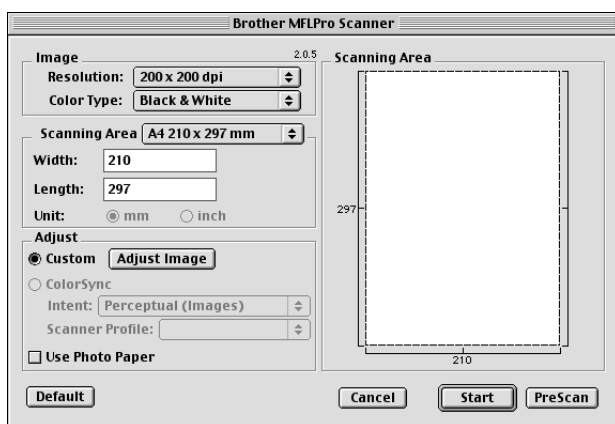 Brother MFLPro Scanner
Image 2.0.5
Resolution: 200 x 200 dpi
Color Type: Black & White
Scanning Area A4 210 x 297 mm
Width: 210
Length: 297
Unit: mm inch
Adjust
Custom Adjust Image
ColorSync
Intent: Perceptual (Images)
Scanner Profile:
Use Photo Paper
Scanning Area
297
210
Default
Cancel Start PreScan